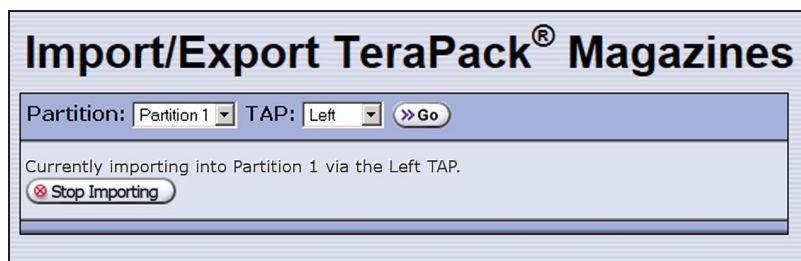 Import/Export TeraPack® Magazines
Partition: Partition 1 TAP: Left Go
Currently importing into Partition 1 via the Left TAP.
Stop Importing